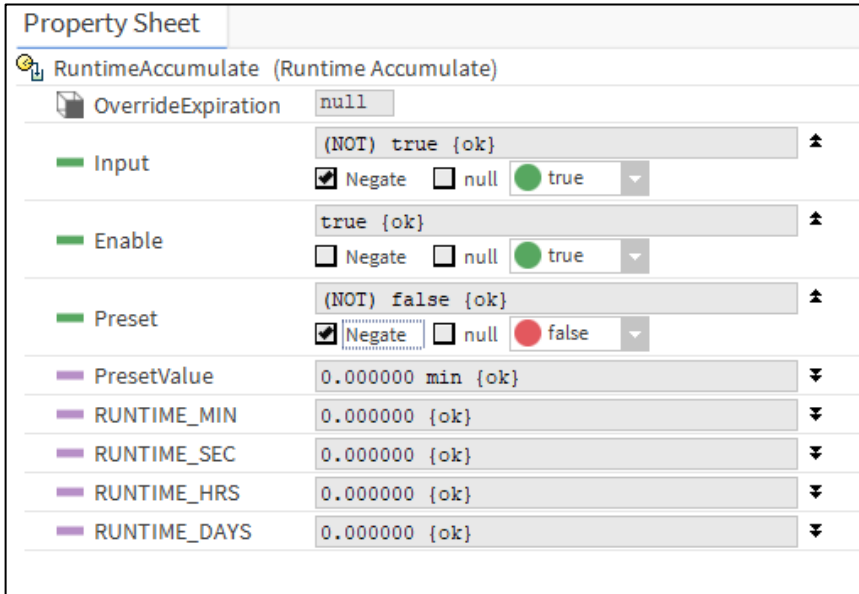 Property Sheet
RuntimeAccumulate (Runtime Accumulate)
OverrideExpiration null
Input (NOT) true {ok}
Negate null true
Enable true {ok}
Negate null true
Preset (NOT) false {ok}
Negate null false
PresetValue 0.000000 min {ok}
RUNTIME_MIN 0.000000 {ok}
RUNTIME_SEC 0.000000 {ok}
RUNTIME_HRS 0.000000 {ok}
RUNTIME_DAYS 0.000000 {ok}